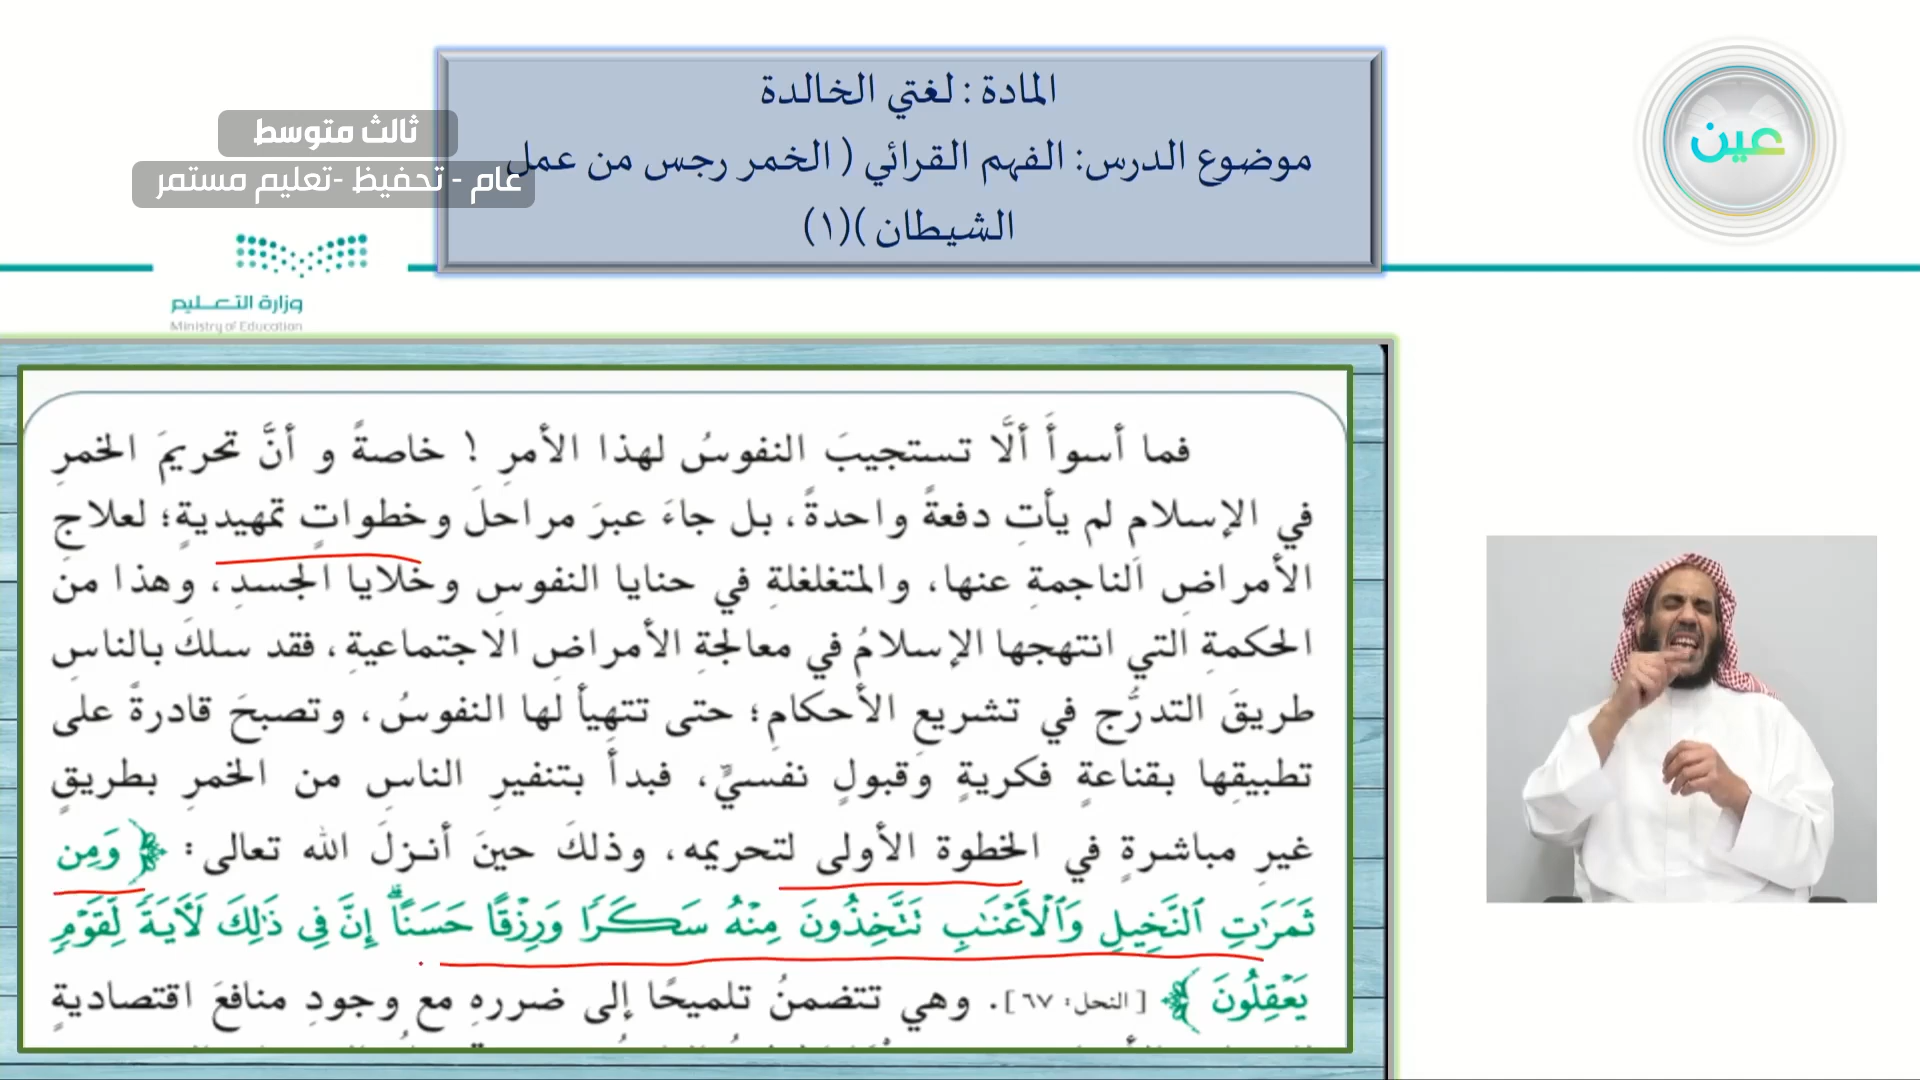 المادة : لغتي الخالدة
موضوع الدرس: الفهم القرائي ( الخمر رجس من عمل
الشيطان )(١)
ثالث متوسط
عام - تحفيظ -تعليم مستمر
عين
وزارة التعـــليم
Ministry of Education
فما أسوأَ ألَّا تستجيبَ النفوسُ لهذا الأمرِ ! خاصةً و أنَّ تحريمَ الخمرِ
في الإسلامِ لم يأتِ دفعةً واحدةً، بل جاءَ عبرَ مراحلَ وخطواتٍ تمهيديةٍ؛ لعلاجِ
الأمراضِ الناجمةِ عنها، والمتغلغلةِ في حنايا النفوسِ وخلايا الجسدِ، وهذا من
الحكمةِ التي انتهجها الإسلامُ في معالجةِ الأمراضِ الاجتماعيةِ، فقد سلكَ بالناسِ
طريقَ التدرُّجِ في تشريعِ الأحكامِ؛ حتى تتهيأَ لها النفوسُ، وتصبحَ قادرةً على
تطبيقِها بقناعةٍ فكريةٍ وقبولٍ نفسيٍّ، فبدأَ بتنفيرِ الناسِ من الخمرِ بطريقٍ
غيرِ مباشرةٍ في الخطوة الأولى لتحريمه، وذلكَ حينَ أنـزلَ الله تعالى: ﴿ وَمِن
ثَمَرَٰتِ ٱلنَّخِيلِ وَٱلْأَعْنَٰبِ تَتَّخِذُونَ مِنْهُ سَكَرًا وَرِزْقًا حَسَنًاۗ إِنَّ فِى ذَٰلِكَ لَءَايَةً لِّقَوْمٍ
يَعْقِلُونَ ﴾ [النحل: ٦٧]. وهي تتضمنُ تلميحًا إلى ضررِهِ مع وجودِ منافعَ اقتصاديةٍ